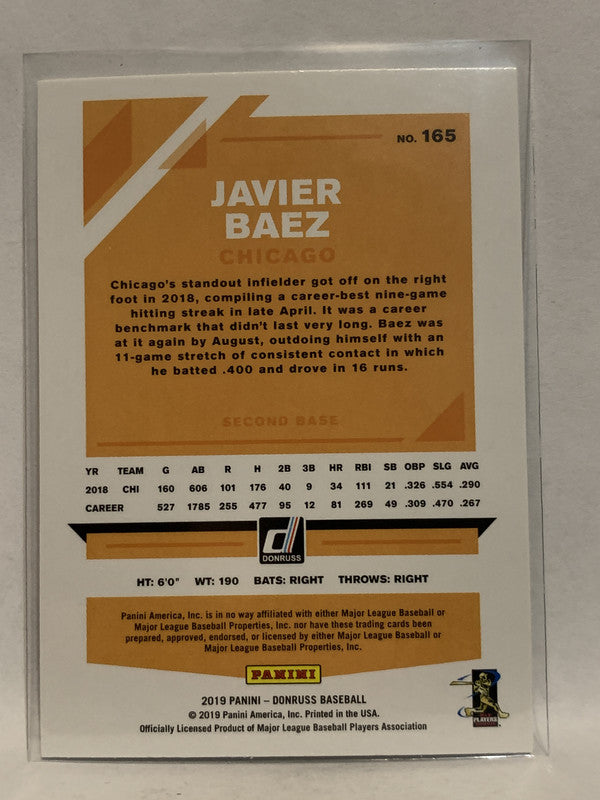 NO. 165
JAVIER
BAEZ
CHICAGO
Chicago's standout infielder got off on the right
foot in 2018, compiling a career-best nine-game
hitting streak in late April. It was a career
benchmark that didn't last very long. Baez was
at it again by August, outdoing himself with an
11-game stretch of consistent contact in which
he batted .400 and drove in 16 runs.
SECOND BASE
YR TEAM G AB R H 2B 3B HR RBI SB OBP SLG AVG
2018 CHI 160 606 101 176 40 9 34 111 21 .326 .554 .290
CAREER 527 1785 255 477 95 12 81 269 49 .309 .470 .267
d
DONRUSS
HT: 6'0" WT: 190 BATS: RIGHT THROWS: RIGHT
Panini America, Inc. is in no way affiliated with either Major League Baseball or
Major League Baseball Properties, Inc. nor have these trading cards been
prepared, approved, endorsed, or licensed by either Major League Baseball or
Major League Baseball Properties, Inc.
PANINI
2019 PANINI – DONRUSS BASEBALL
© 2019 Panini America, Inc. Printed in the USA.
Officially Licensed Product of Major League Baseball Players Association
PLAYERS